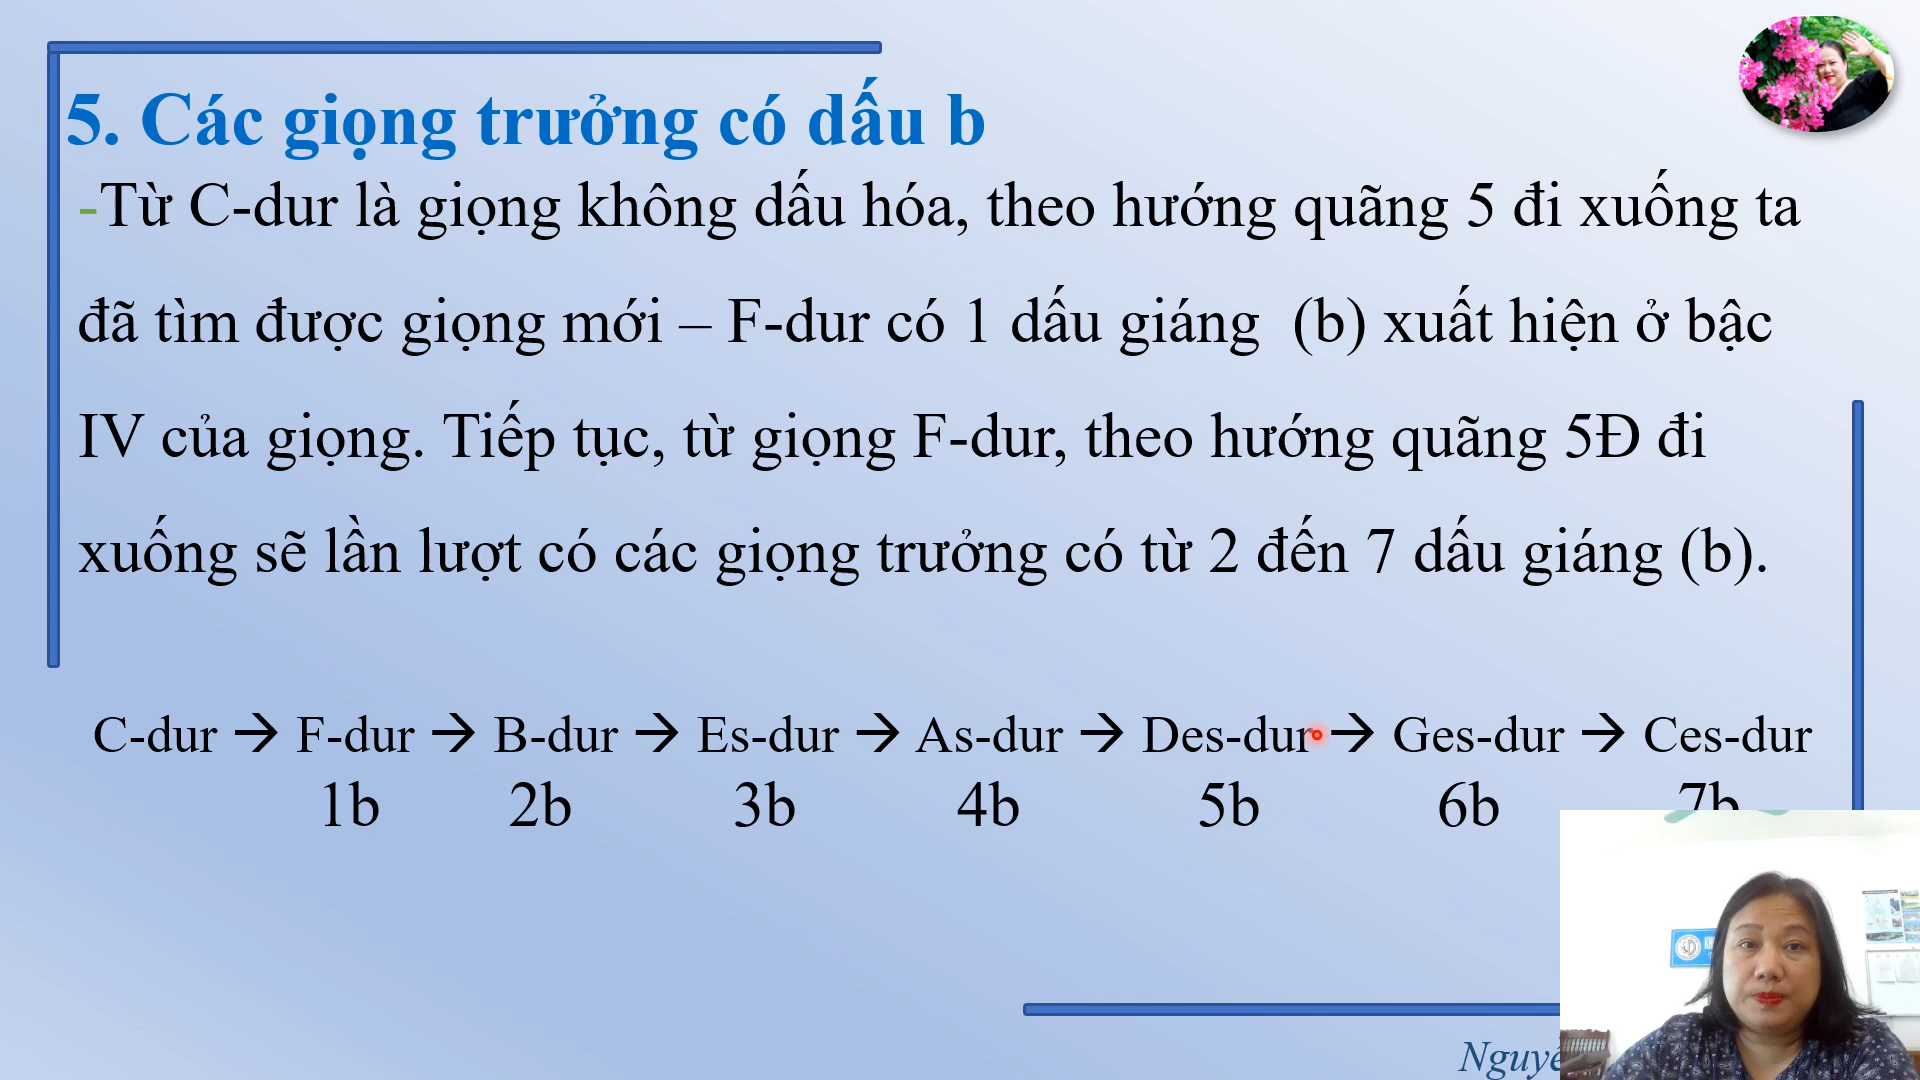 5. Các giọng trưởng có dấu b
-Từ C-dur là giọng không dấu hóa, theo hướng quãng 5 đi xuống ta
đã tìm được giọng mới – F-dur có 1 dấu giáng (b) xuất hiện ở bậc
IV của giọng. Tiếp tục, từ giọng F-dur, theo hướng quãng 5Đ đi
xuống sẽ lần lượt có các giọng trưởng có từ 2 đến 7 dấu giáng (b).
C-dur → F-dur → B-dur → Es-dur → As-dur → Des-dur → Ges-dur → Ces-dur
1b 2b 3b 4b 5b 6b 7b